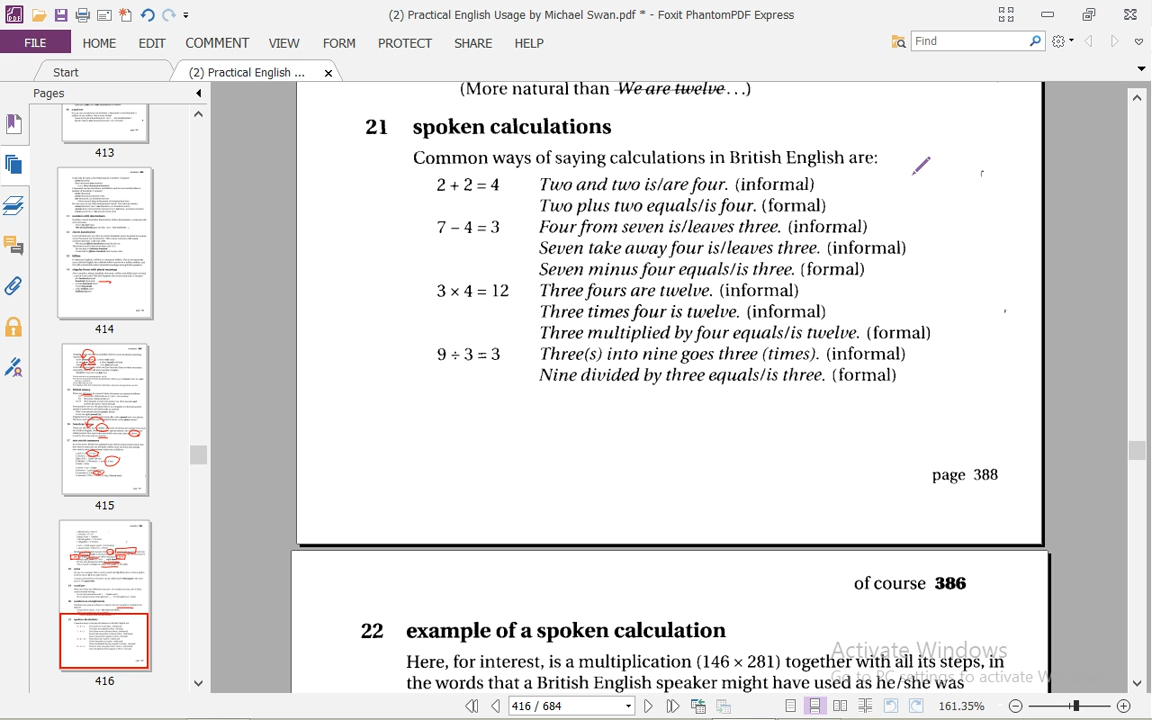 (2) Practical English Usage by Michael Swan.pdf * - Foxit PhantomPDF Express
FILE HOME EDIT COMMENT VIEW FORM PROTECT SHARE HELP Find
Start (2) Practical English ...
Pages
413
414
415
416
(More natural than We are twelve ...)
21 spoken calculations
Common ways of saying calculations in British English are:
2 + 2 = 4 Two and two is/are four. (informal)
Two plus two equals/is four. (formal)
7 – 4 = 3 Four from seven is/leaves three. (informal)
Seven take away four is/leaves three. (informal)
Seven minus four equals/is three. (formal)
3 × 4 = 12 Three fours are twelve. (informal)
Three times four is twelve. (informal)
Three multiplied by four equals/is twelve. (formal)
9 ÷ 3 = 3 Three(s) into nine goes three (times). (informal)
Nine divided by three equals/is three. (formal)
page 388
of course 386
22 example of a spoken calculation
Here, for interest, is a multiplication (146 × 281) together with all its steps, in
the words that a British English speaker might have used as he/she was
Activate Windows
Go to PC settings to activate
416 / 684 161.35%